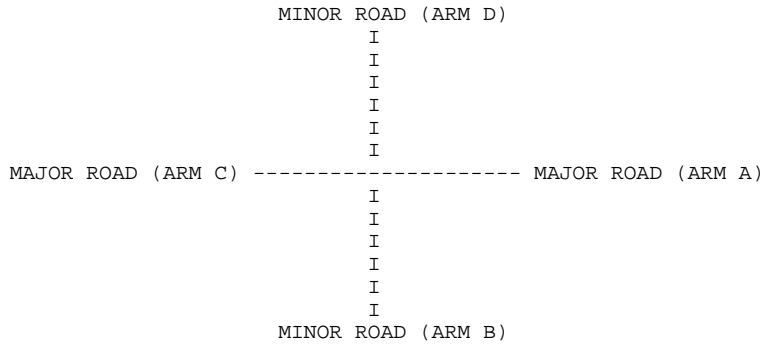 MINOR ROAD (ARM D)
I
I
I
I
I
I
MAJOR ROAD (ARM C) --------------------- MAJOR ROAD (ARM A)
I
I
I
I
I
I
MINOR ROAD (ARM B)